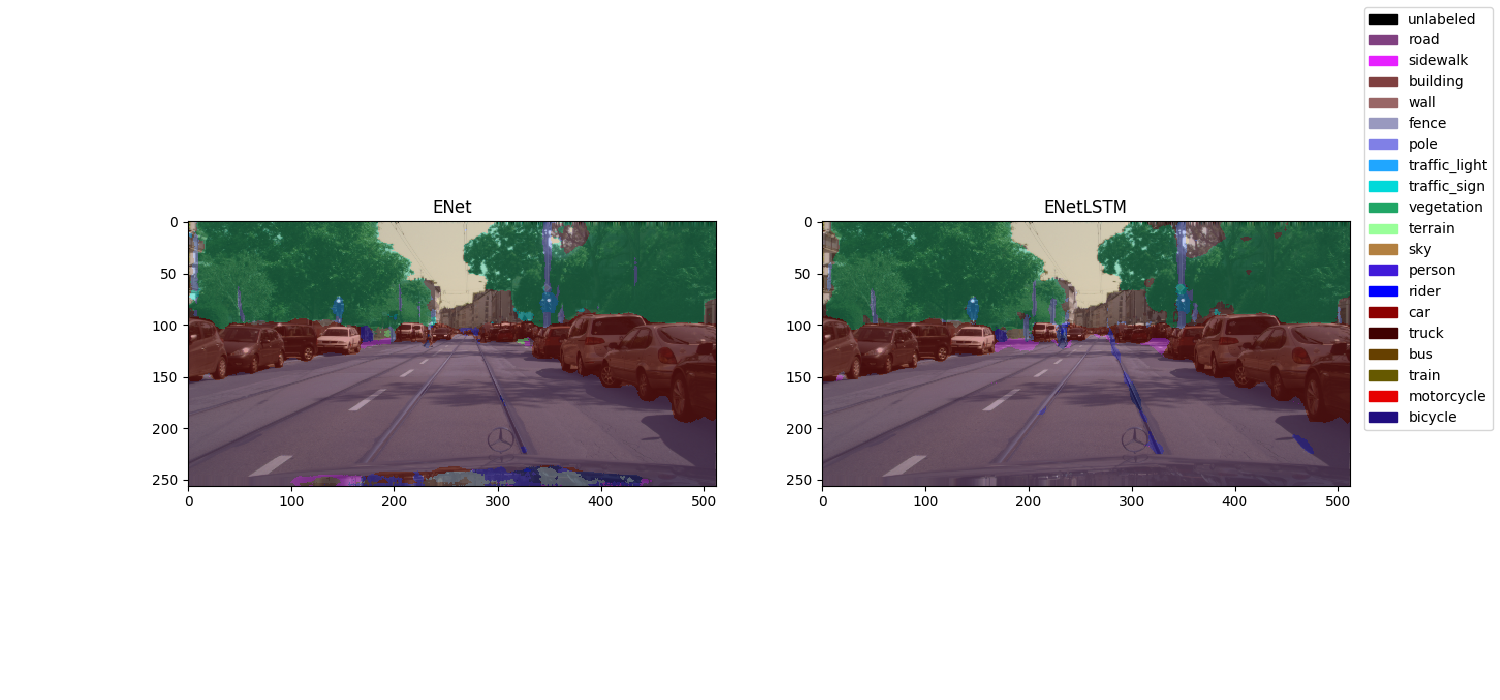 ENet
0
50
100
150
200
250
0 100 200 300 400 500
ENetLSTM
0
50
100
150
200
250
0 100 200 300 400 500
unlabeled
road
sidewalk
building
wall
fence
pole
traffic_light
traffic_sign
vegetation
terrain
sky
person
rider
car
truck
bus
train
motorcycle
bicycle